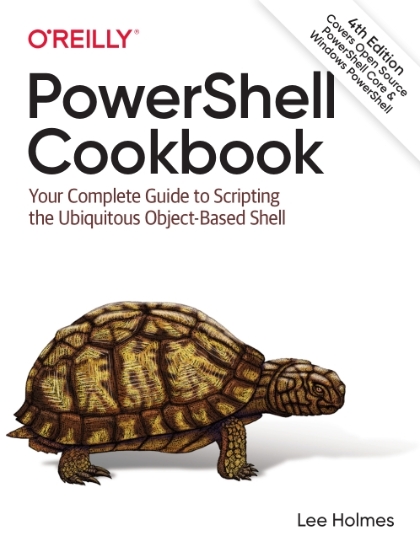 O'REILLY®
4th Edition
Covers Open Source
PowerShell Core &
Windows PowerShell
PowerShell
Cookbook
Your Complete Guide to Scripting
the Ubiquitous Object-Based Shell
Lee Holmes